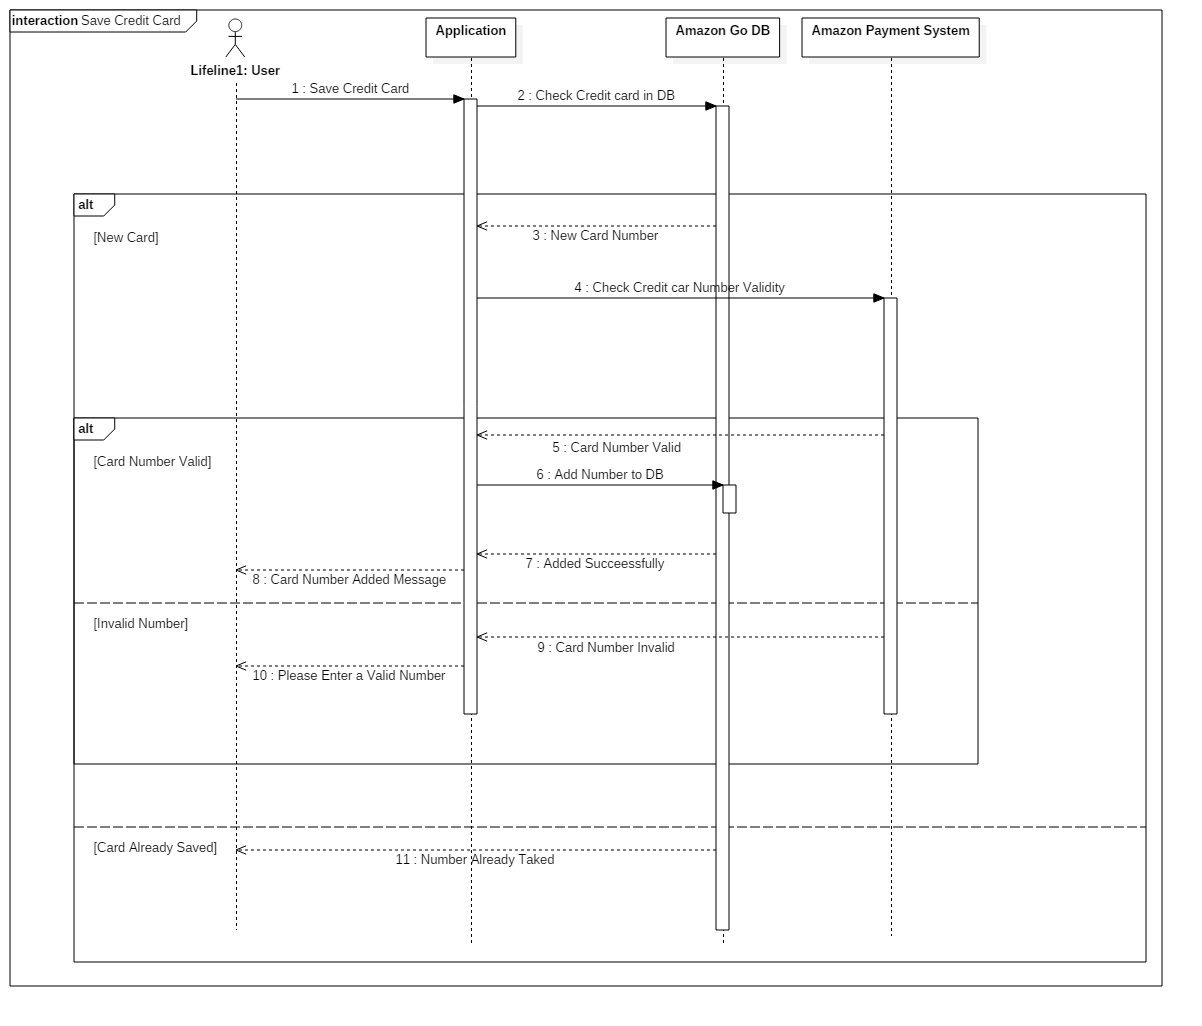 interaction Save Credit Card
Application
Amazon Go DB
Amazon Payment System
Lifeline1: User
1 : Save Credit Card
2 : Check Credit card in DB
alt
[New Card]
3 : New Card Number
4 : Check Credit car Number Validity
alt
[Card Number Valid]
5 : Card Number Valid
6 : Add Number to DB
7 : Added Succeessfully
8 : Card Number Added Message
[Invalid Number]
9 : Card Number Invalid
10 : Please Enter a Valid Number
[Card Already Saved]
11 : Number Already Taked